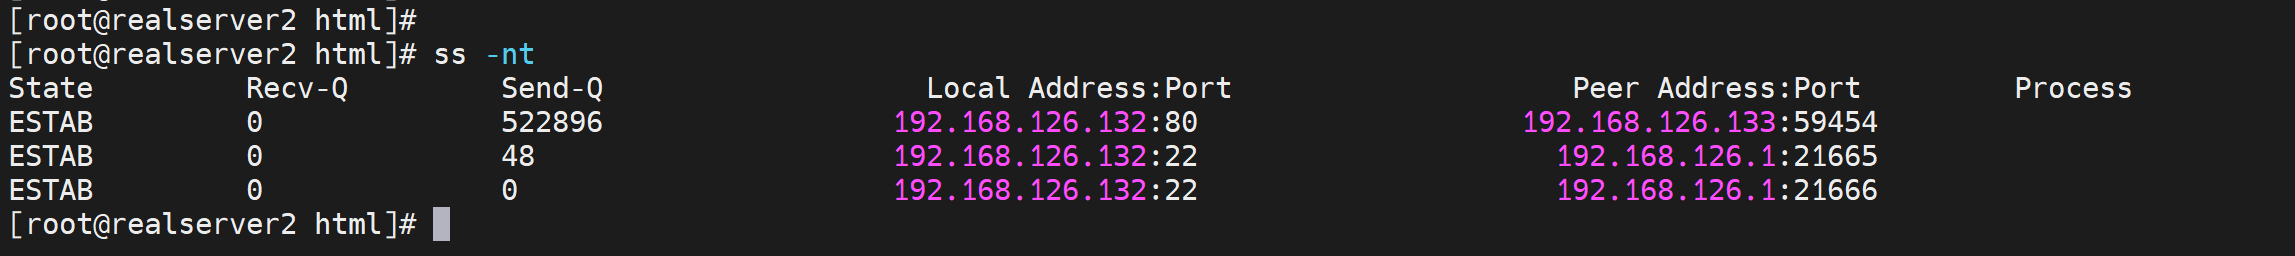 [root@realserver2 html]#
[root@realserver2 html]# ss -nt
State Recv-Q Send-Q Local Address:Port Peer Address:Port Process
ESTAB 0 522896 192.168.126.132:80 192.168.126.133:59454
ESTAB 0 48 192.168.126.132:22 192.168.126.1:21665
ESTAB 0 0 192.168.126.132:22 192.168.126.1:21666
[root@realserver2 html]#